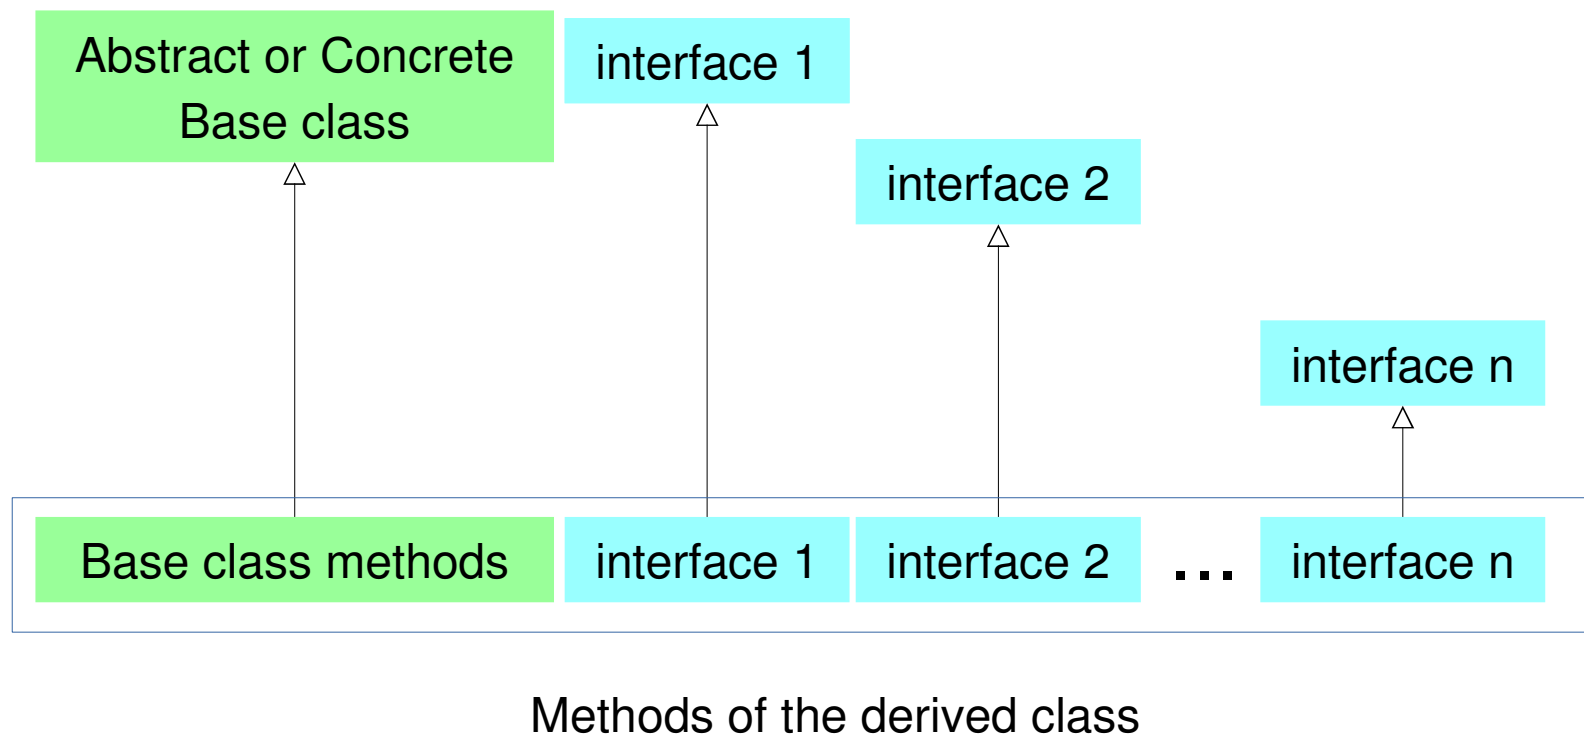 Abstract or Concrete
Base class
interface 1
interface 2
interface n
Base class methods
interface 1
interface 2
...
interface n
Methods of the derived class